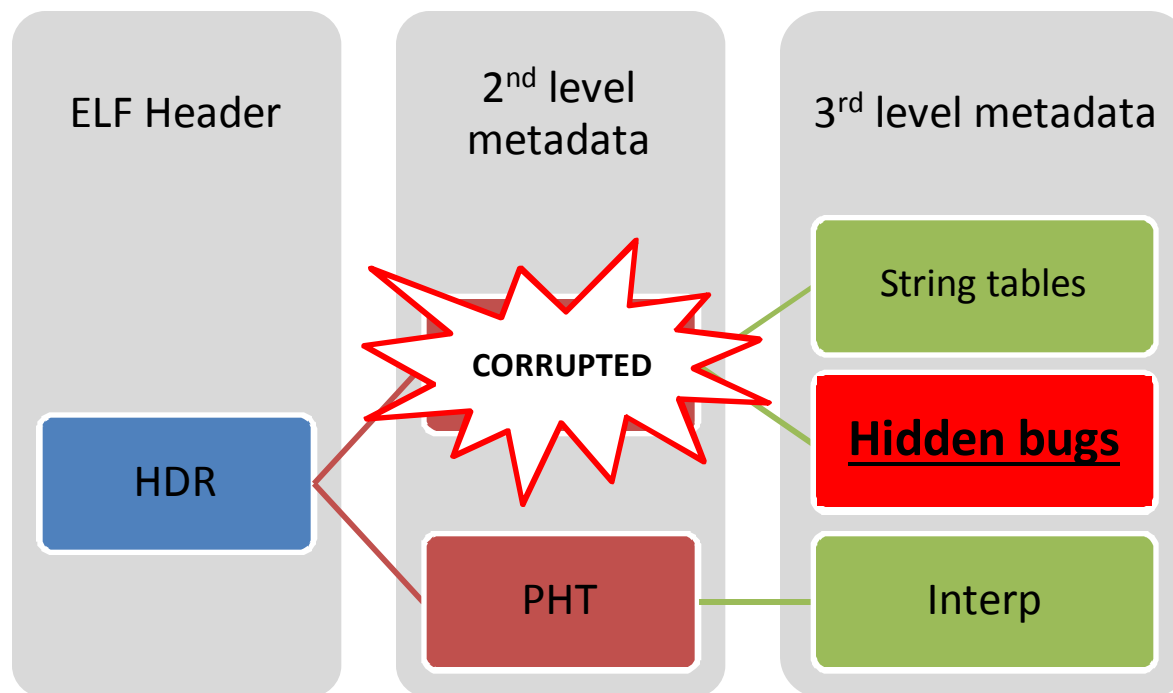 ELF Header
2nd level
metadata
3rd level metadata
String tables
CORRUPTED
Hidden bugs
HDR
PHT
Interp